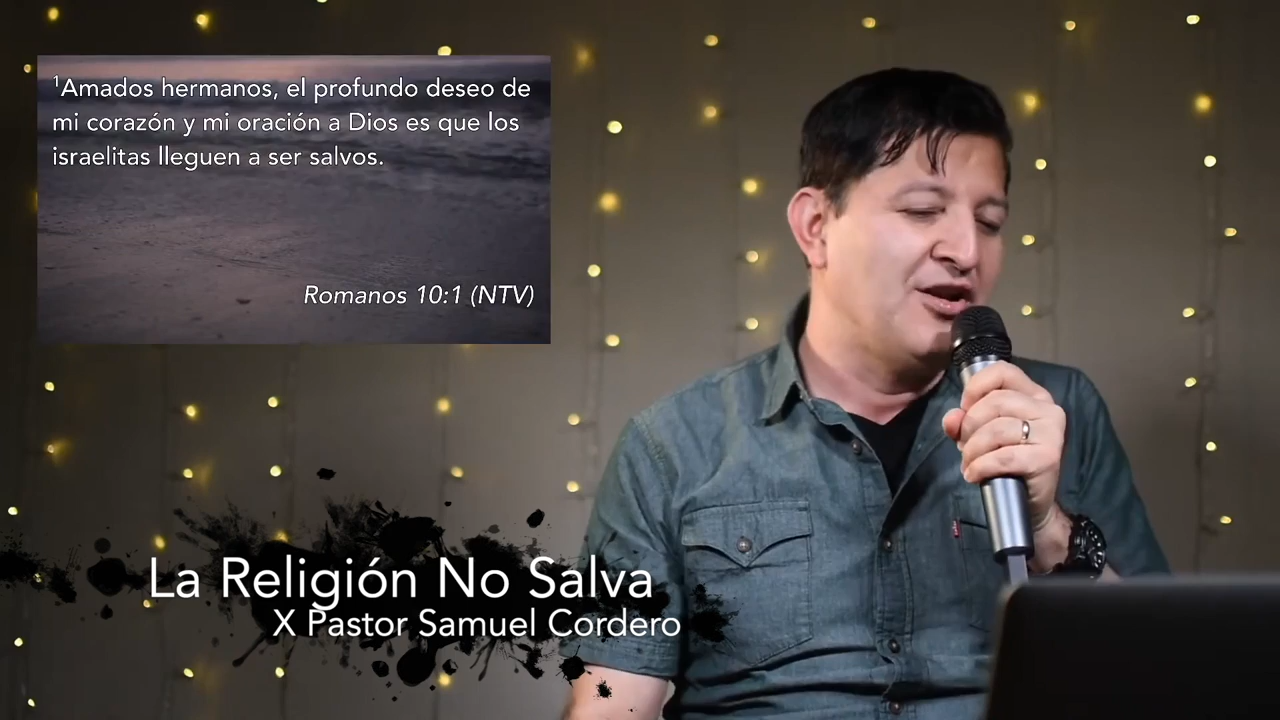 ¹Amados hermanos, el profundo deseo de
mi corazón y mi oración a Dios es que los
israelitas lleguen a ser salvos.
Romanos 10:1 (NTV)
La Religión No Salva
X Pastor Samuel Cordero